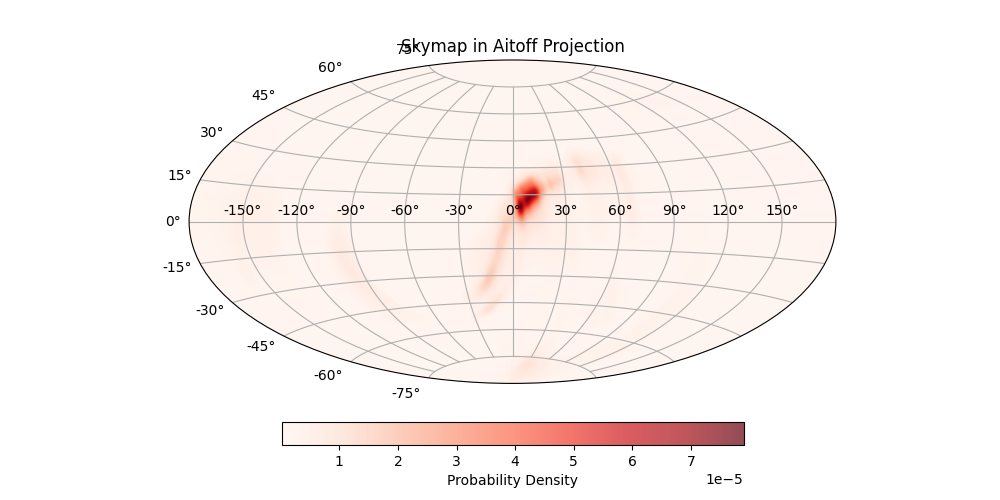 Skymap in Aitoff Projection
75°
60°
45°
30°
15°
-150° -120° -90° -60° -30° 0° 30° 60° 90° 120° 150°
0°
-15°
-30°
-45°
-60°
-75°
1 2 3 4 5 6 7
1e−5
Probability Density